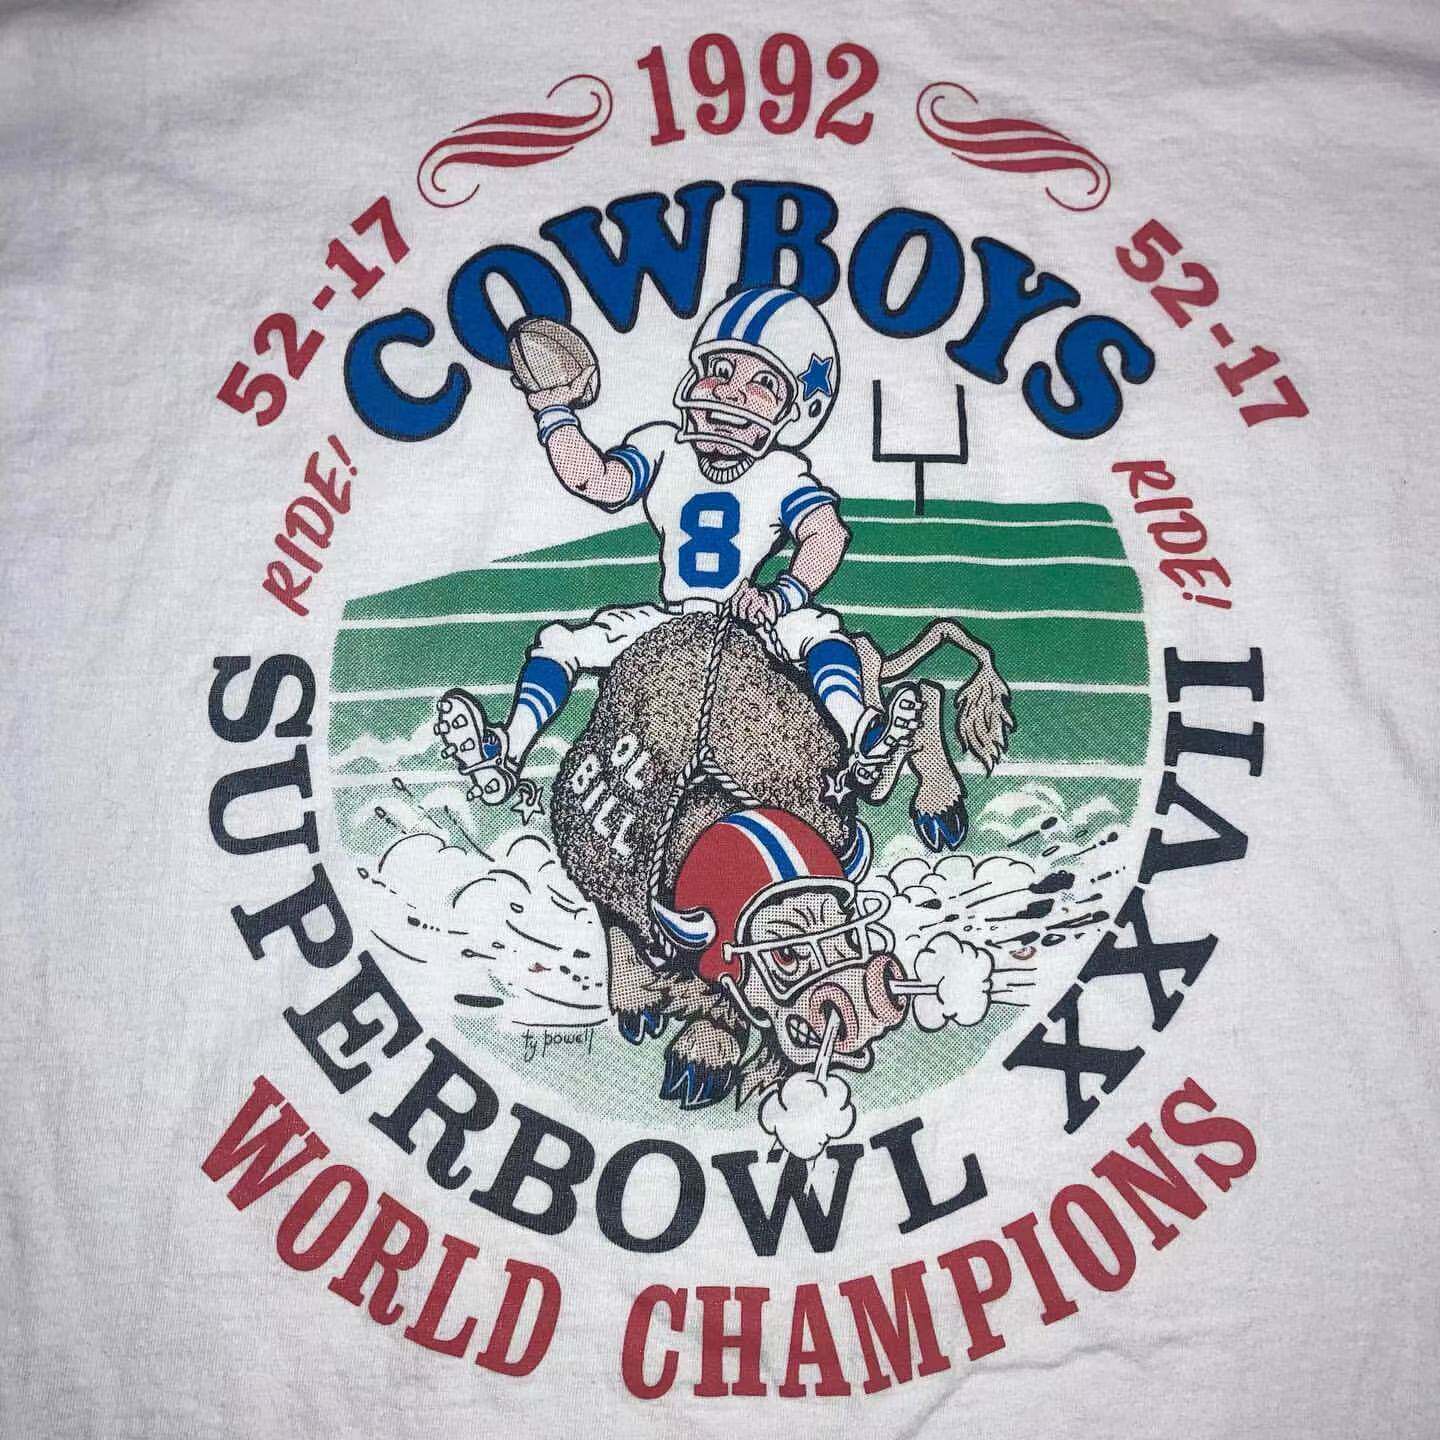 1992
52-17
COWBOYS
52-17
RIDE!
RIDE!
8
OL
BILL
ty powell
SUPERBOWL XXVII
WORLD CHAMPIONS